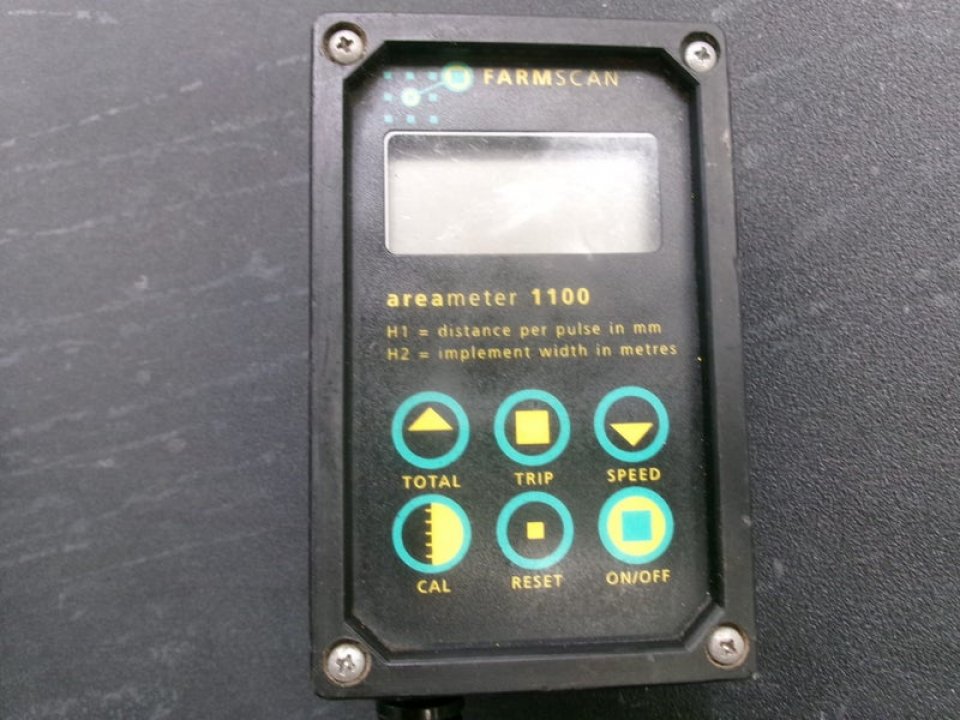 FARMSCAN
areameter 1100
H1 = distance per pulse in mm
H2 = implement width in metres
TOTAL TRIP SPEED
CAL RESET ON/OFF